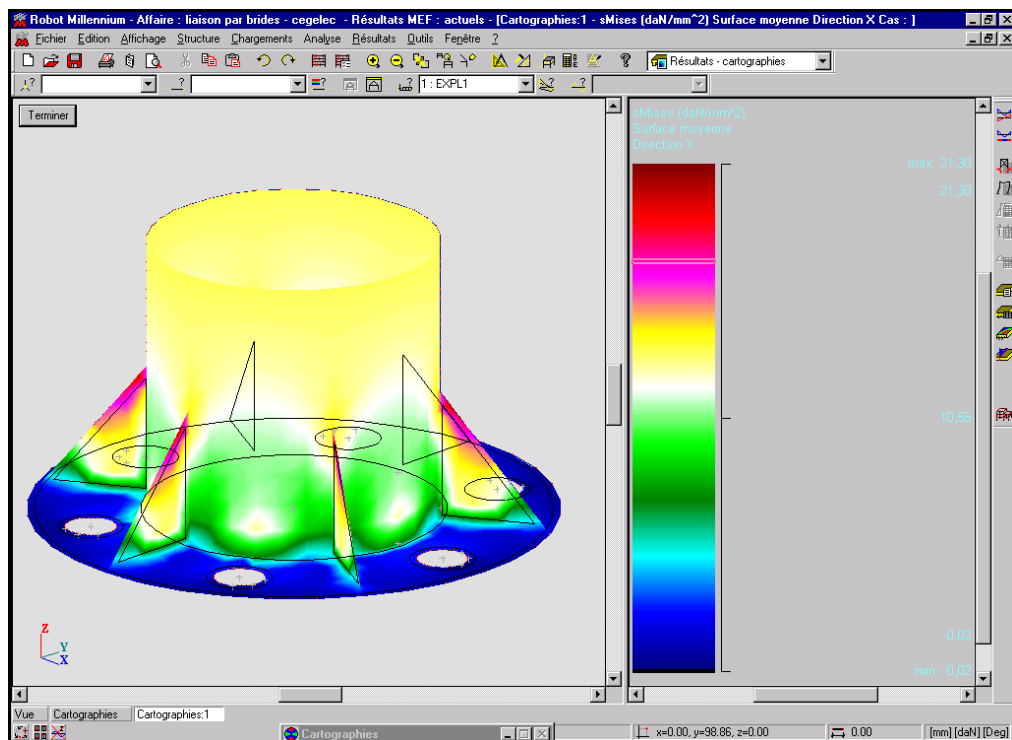 Robot Millennium - Affaire : liaison par brides - cegelec - Résultats MEF : actuels - [Cartographies:1 - sMises (daN/mm^2) Surface moyenne Direction X Cas : ]
Fichier Edition Affichage Structure Chargements Analyse Résultats Outils Fenêtre ?
Résultats - cartographies
1 : EXPL1
Terminer
sMises (daN/mm^2)
Surface moyenne
Direction X
max: 21,30
21,30
10,56
0,02
min : 0,02
Z
Y
X
Vue Cartographies Cartographies:1
Cartographies
x=0.00, y=98.86, z=0.00
0.00
[mm] [daN] [Deg]